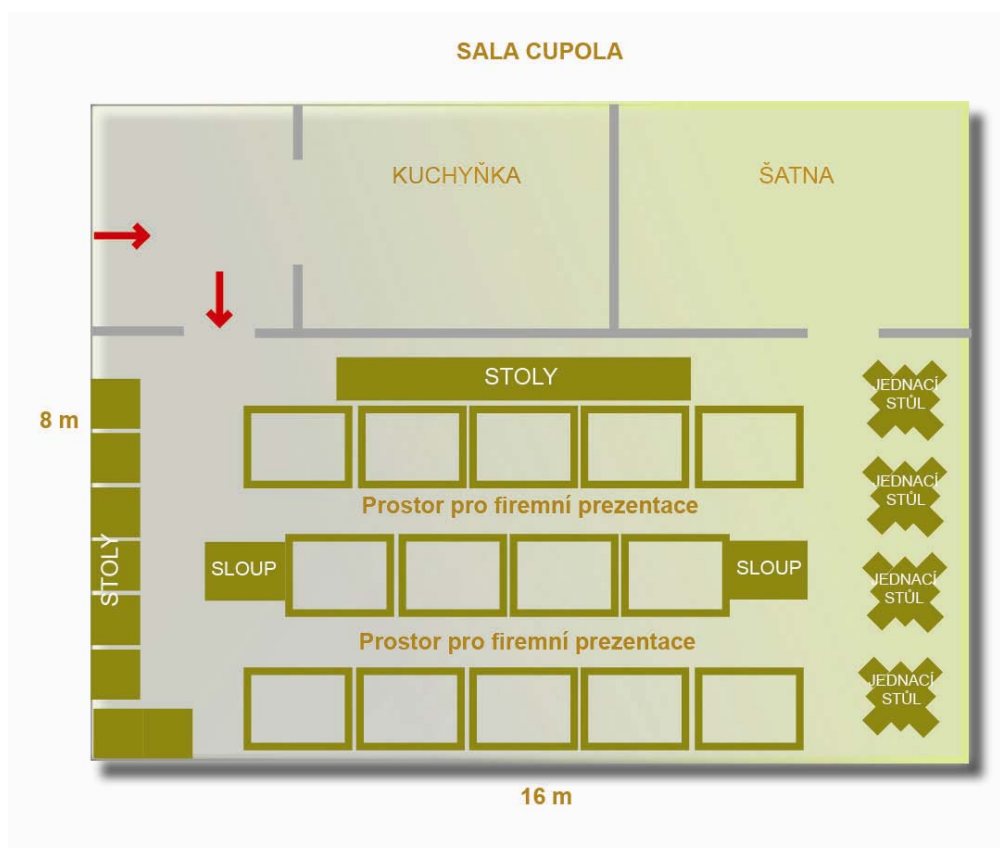 SALA CUPOLA
KUCHYŇKA
ŠATNA
STOLY
JEDNACÍ
STŮL
8 m
JEDNACÍ
STŮL
Prostor pro firemní prezentace
STOLY
SLOUP
SLOUP
JEDNACÍ
STŮL
Prostor pro firemní prezentace
JEDNACÍ
STŮL
16 m